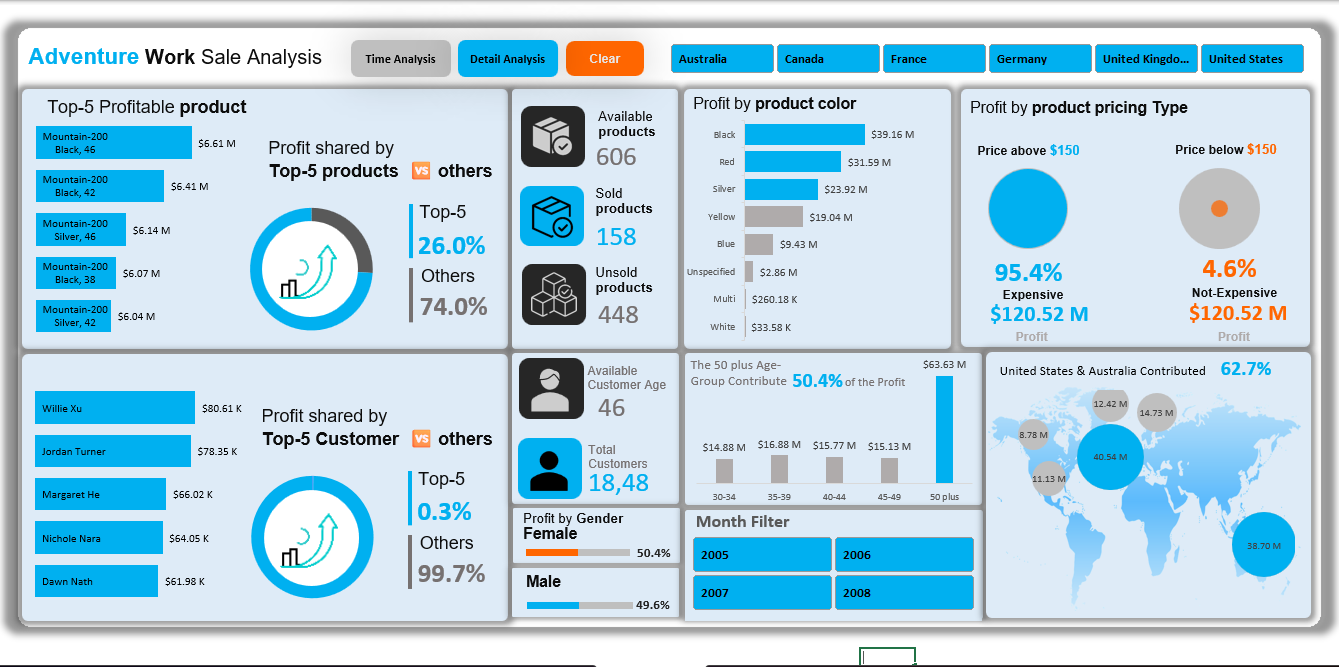 Adventure Work Sale Analysis
Time Analysis
Detail Analysis
Clear
Australia
Canada
France
Germany
United Kingdo...
United States
Top-5 Profitable product
Mountain-200
Black, 46
$6.61 M
Mountain-200
Black, 42
$6.41 M
Mountain-200
Silver, 46
$6.14 M
Mountain-200
Black, 38
$6.07 M
Mountain-200
Silver, 42
$6.04 M
Profit shared by
Top-5 products VS others
Top-5
26.0%
Others
74.0%
Available
products
606
Sold
products
158
Unsold
products
448
Profit by product color
Black $39.16 M
Red $31.59 M
Silver $23.92 M
Yellow $19.04 M
Blue $9.43 M
Unspecified $2.86 M
Multi $260.18 K
White $33.58 K
Profit by product pricing Type
Price above $150
95.4%
Expensive
$120.52 M
Profit
Price below $150
4.6%
Not-Expensive
$120.52 M
Profit
Willie Xu $80.61 K
Jordan Turner $78.35 K
Margaret He $66.02 K
Nichole Nara $64.05 K
Dawn Nath $61.98 K
Profit shared by
Top-5 Customer VS others
Top-5
0.3%
Others
99.7%
Available
Customer Age
46
Total
Customers
18,48
Profit by Gender
Female
50.4%
Male
49.6%
The 50 plus Age-
Group Contribute 50.4% of the Profit
$14.88 M
$16.88 M
$15.77 M
$15.13 M
$63.63 M
30-34
35-39
40-44
45-49
50 plus
Month Filter
2005
2006
2007
2008
United States & Australia Contributed 62.7%
12.42 M
14.73 M
8.78 M
40.54 M
11.13 M
38.70 M